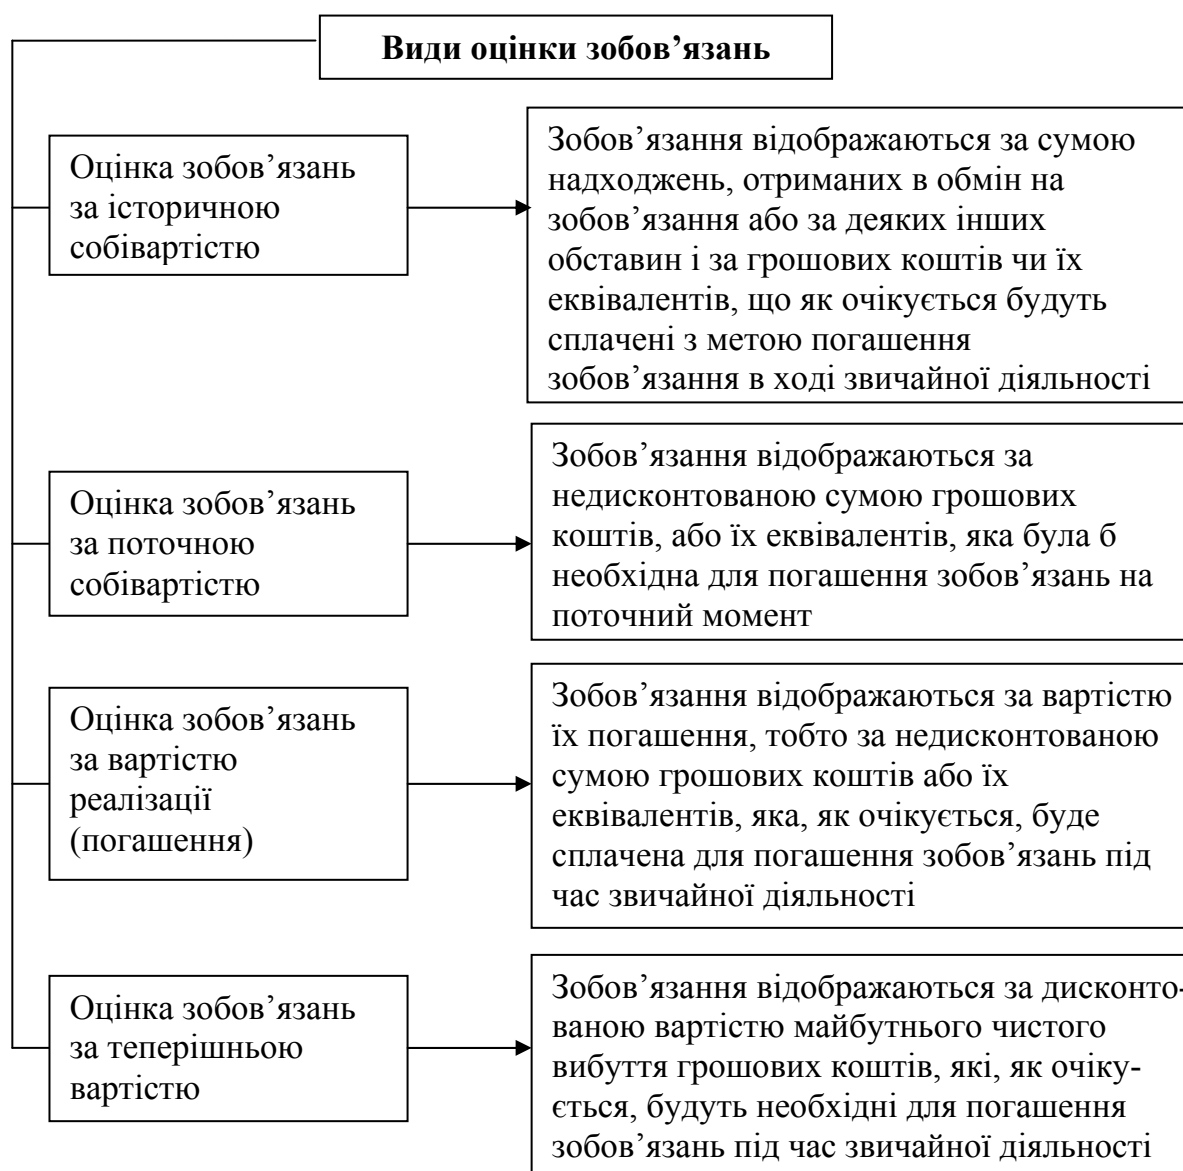 Види оцінки зобов’язань
Оцінка зобов’язань
за історичною
собівартістю
Зобов’язання відображаються за сумою
надходжень, отриманих в обмін на
зобов’язання або за деяких інших
обставин і за грошових коштів чи їх
еквівалентів, що як очікується будуть
сплачені з метою погашення
зобов’язання в ході звичайної діяльності
Оцінка зобов’язань
за поточною
собівартістю
Зобов’язання відображаються за
недисконтованою сумою грошових
коштів, або їх еквівалентів, яка була б
необхідна для погашення зобов’язань на
поточний момент
Оцінка зобов’язань
за вартістю
реалізації
(погашення)
Зобов’язання відображаються за вартістю
їх погашення, тобто за недисконтованою
сумою грошових коштів або їх
еквівалентів, яка, як очікується, буде
сплачена для погашення зобов’язань під
час звичайної діяльності
Оцінка зобов’язань
за теперішньою
вартістю
Зобов’язання відображаються за дисконто-
ваною вартістю майбутнього чистого
вибуття грошових коштів, які, як очіку-
ється, будуть необхідні для погашення
зобов’язань під час звичайної діяльності